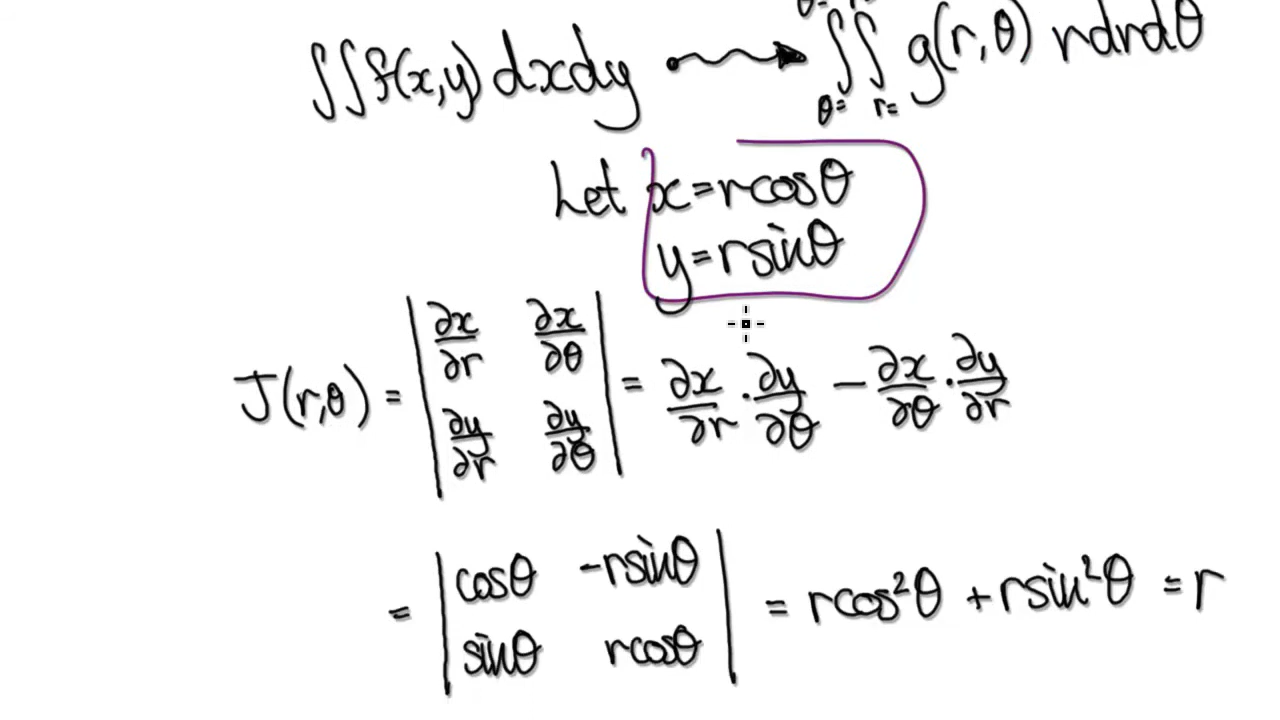 ∫∫f(x,y) dxdy → ∫∫ g(r,θ) rdrdθ
θ= r=
Let x=rcosθ
y=rsinθ
J(r,θ) = | ∂x/∂r ∂x/∂θ | = ∂x/∂r · ∂y/∂θ − ∂x/∂θ · ∂y/∂r
| ∂y/∂r ∂y/∂θ |
= | cosθ -rsinθ | = rcos²θ + rsin²θ = r
| sinθ rcosθ |